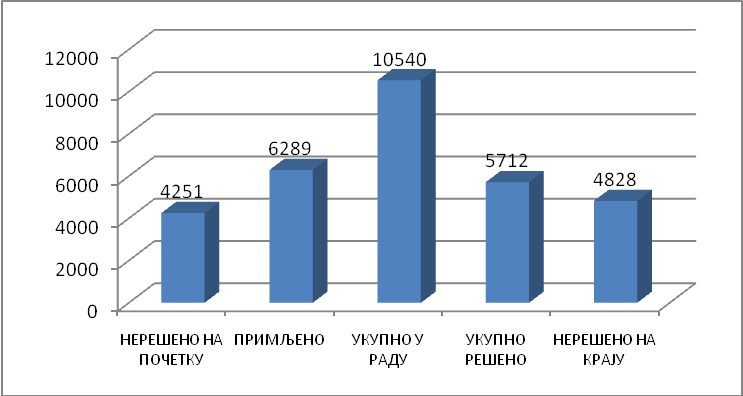 12000
10000
8000
6000
4000
2000
0
4251
6289
10540
5712
4828
НЕРЕШЕНО НА
ПОЧЕТКУ
ПРИМЉЕНО
УКУПНО У
РАДУ
УКУПНО
РЕШЕНО
НЕРЕШЕНО НА
КРАЈУ